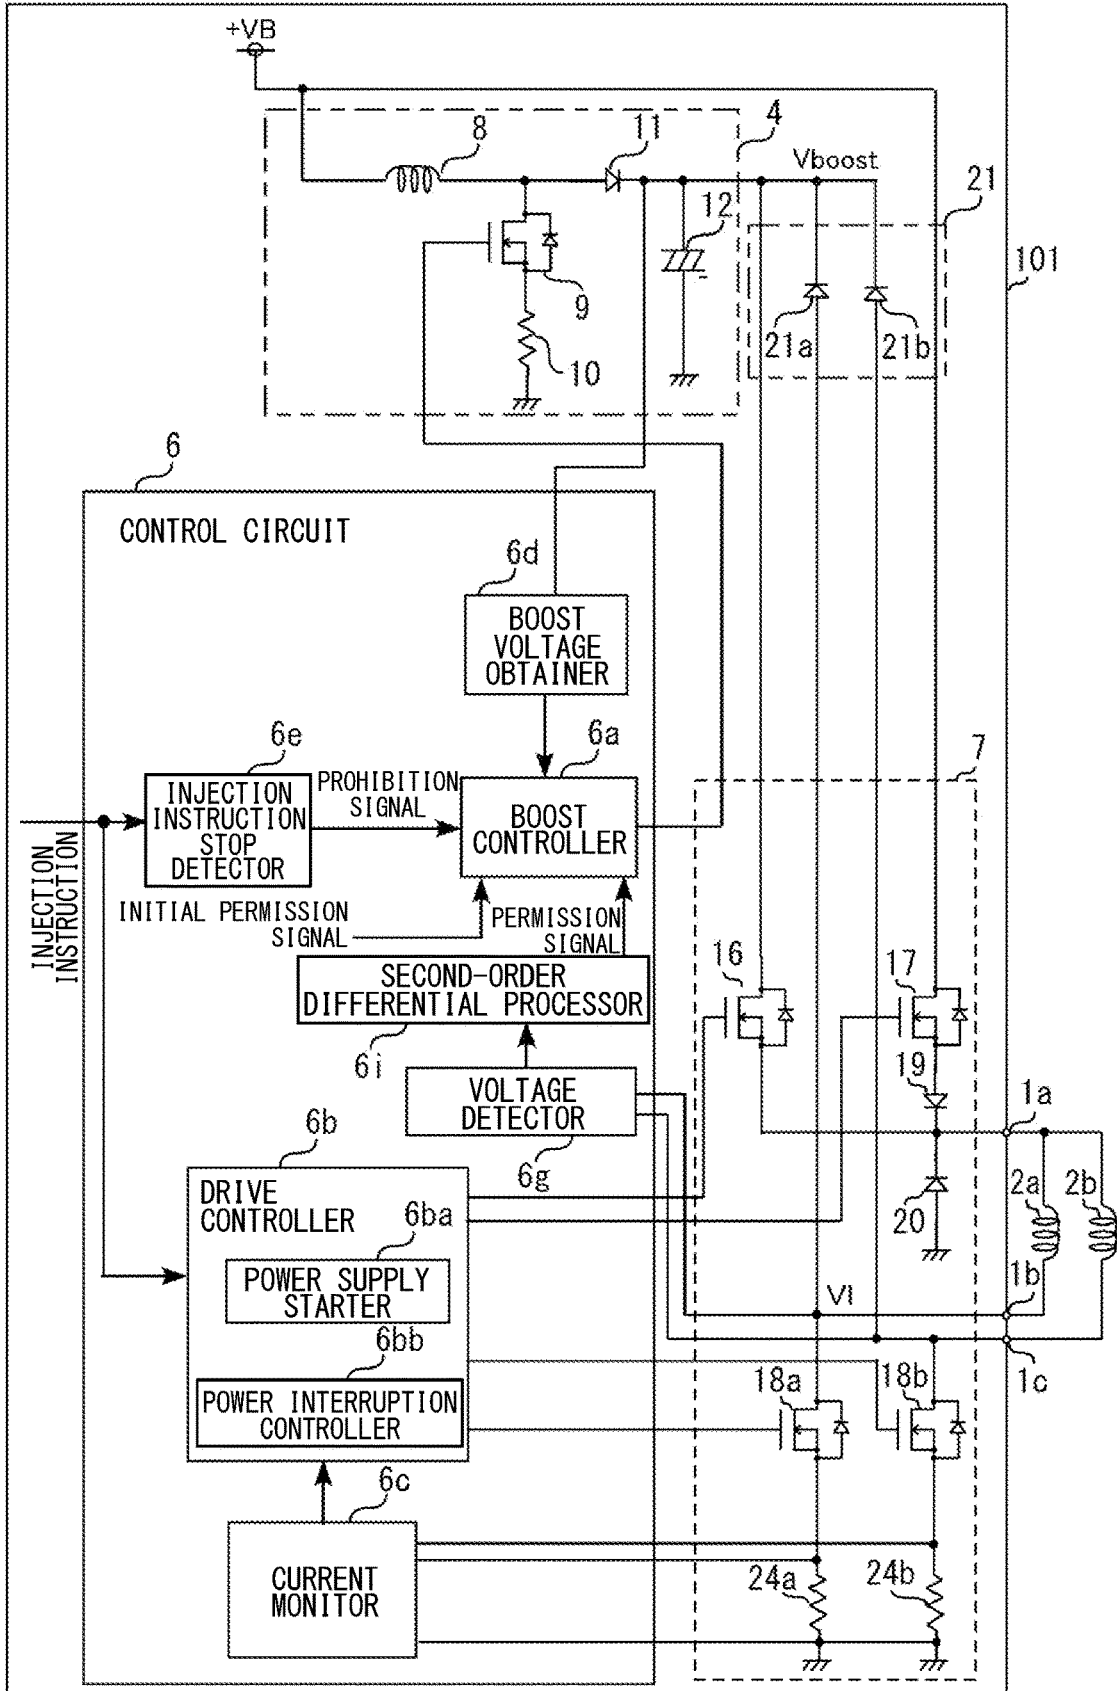 +VB
4
8
11
Vboost
21
12
101
9
21a
21b
10
6
CONTROL CIRCUIT
6d
BOOST
VOLTAGE
OBTAINER
6e
6a
7
INJECTION
INSTRUCTION
STOP
DETECTOR
PROHIBITION
SIGNAL
BOOST
CONTROLLER
INJECTION
INSTRUCTION
INITIAL PERMISSION
SIGNAL
PERMISSION
SIGNAL
16
17
SECOND-ORDER
DIFFERENTIAL PROCESSOR
6i
19
VOLTAGE
DETECTOR
1a
6b
6g
2a
2b
DRIVE
CONTROLLER
20
6ba
POWER SUPPLY
STARTER
VI
1b
6bb
1c
18a
18b
POWER INTERRUPTION
CONTROLLER
6c
CURRENT
MONITOR
24a
24b